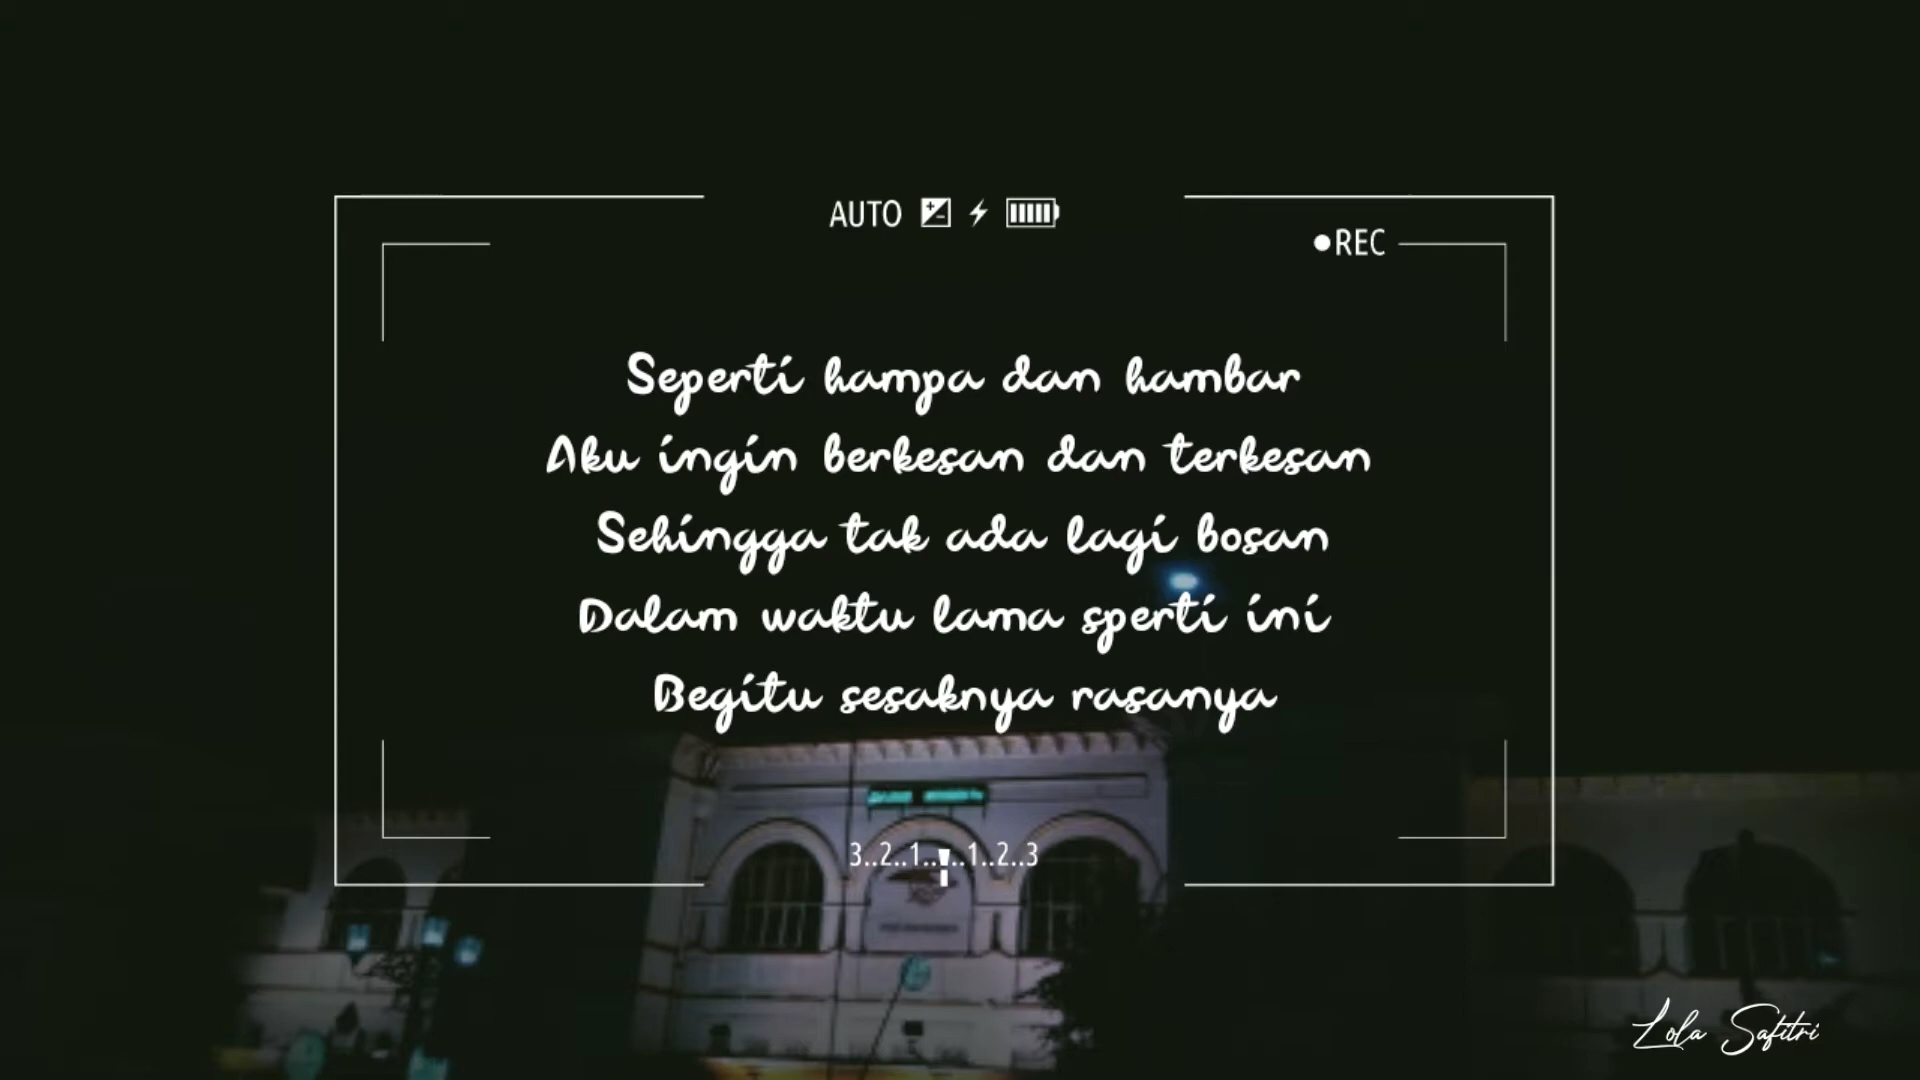 AUTO
REC
Seperti hampa dan hambar
Aku ingin berkesan dan terkesan
Sehingga tak ada lagi bosan
Dalam waktu lama sperti ini
Begitu sesaknya rasanya
3..2..1....1..2..3
Lola Safitri